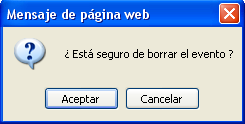 Mensaje de página web
¿ Está seguro de borrar el evento ?
Aceptar
Cancelar